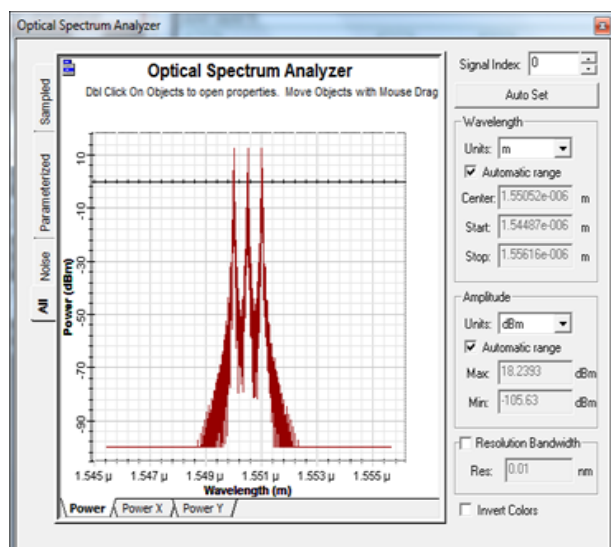 Optical Spectrum Analyzer
Optical Spectrum Analyzer
Dbl Click On Objects to open properties. Move Objects with Mouse Drag
Sampled
Parameterized
Noise
All
Power (dBm)
10
-10
-30
-50
-70
-90
1.545 µ
1.547 µ
1.549 µ
1.551 µ
1.553 µ
1.555 µ
Wavelength (m)
Power
Power X
Power Y
Signal Index: 0
Auto Set
Wavelength
Units: m
Automatic range
Center: 1.55052e-006 m
Start: 1.54487e-006 m
Stop: 1.55616e-006 m
Amplitude
Units: dBm
Automatic range
Max: 18.2393 dBm
Min: -105.63 dBm
Resolution Bandwidth
Res: 0.01 nm
Invert Colors